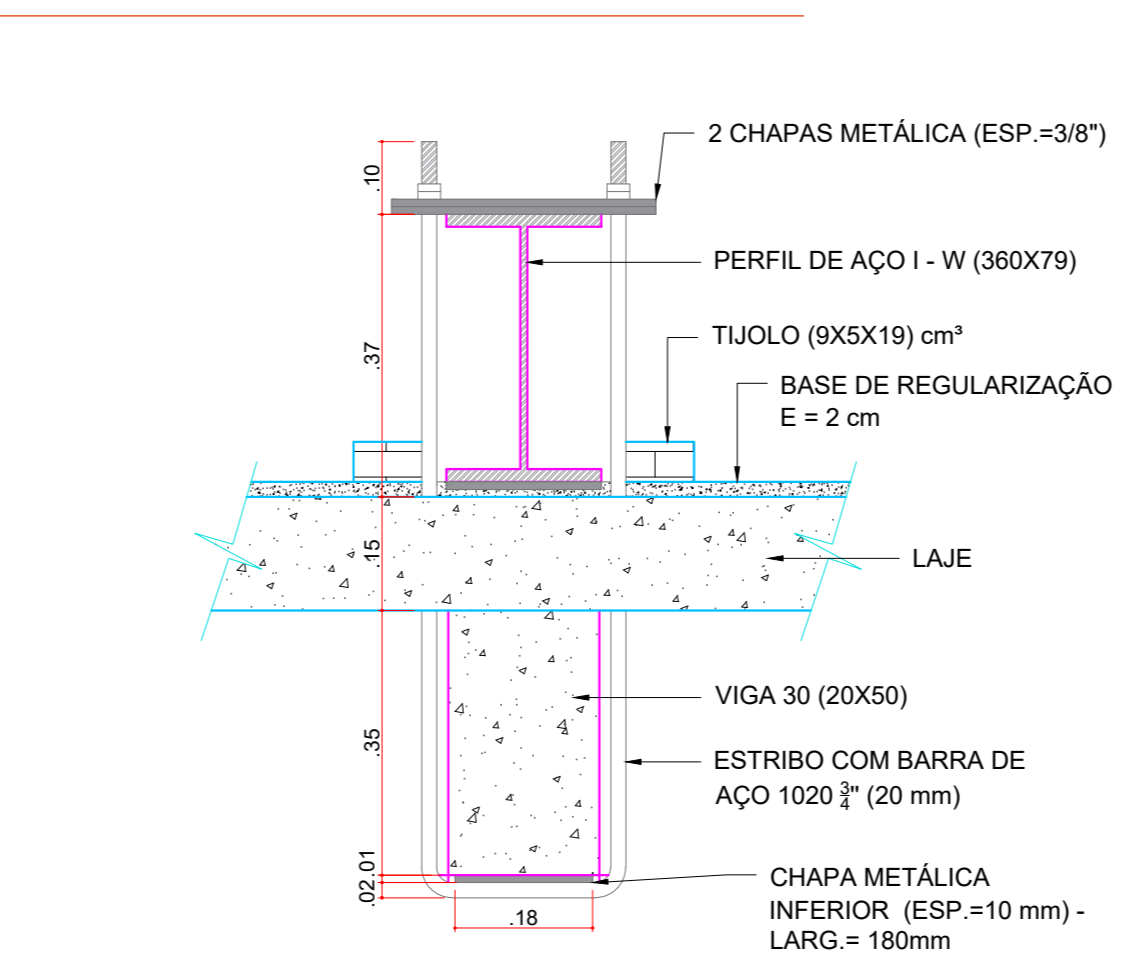 2 CHAPAS METÁLICA (ESP.=3/8")
.10
PERFIL DE AÇO I - W (360X79)
TIJOLO (9X5X19) cm³
.37
BASE DE REGULARIZAÇÃO
E = 2 cm
.15
LAJE
VIGA 30 (20X50)
.35
ESTRIBO COM BARRA DE
AÇO 1020 ¾" (20 mm)
.01
.02
CHAPA METÁLICA
INFERIOR (ESP.=10 mm) -
LARG.= 180mm
.18